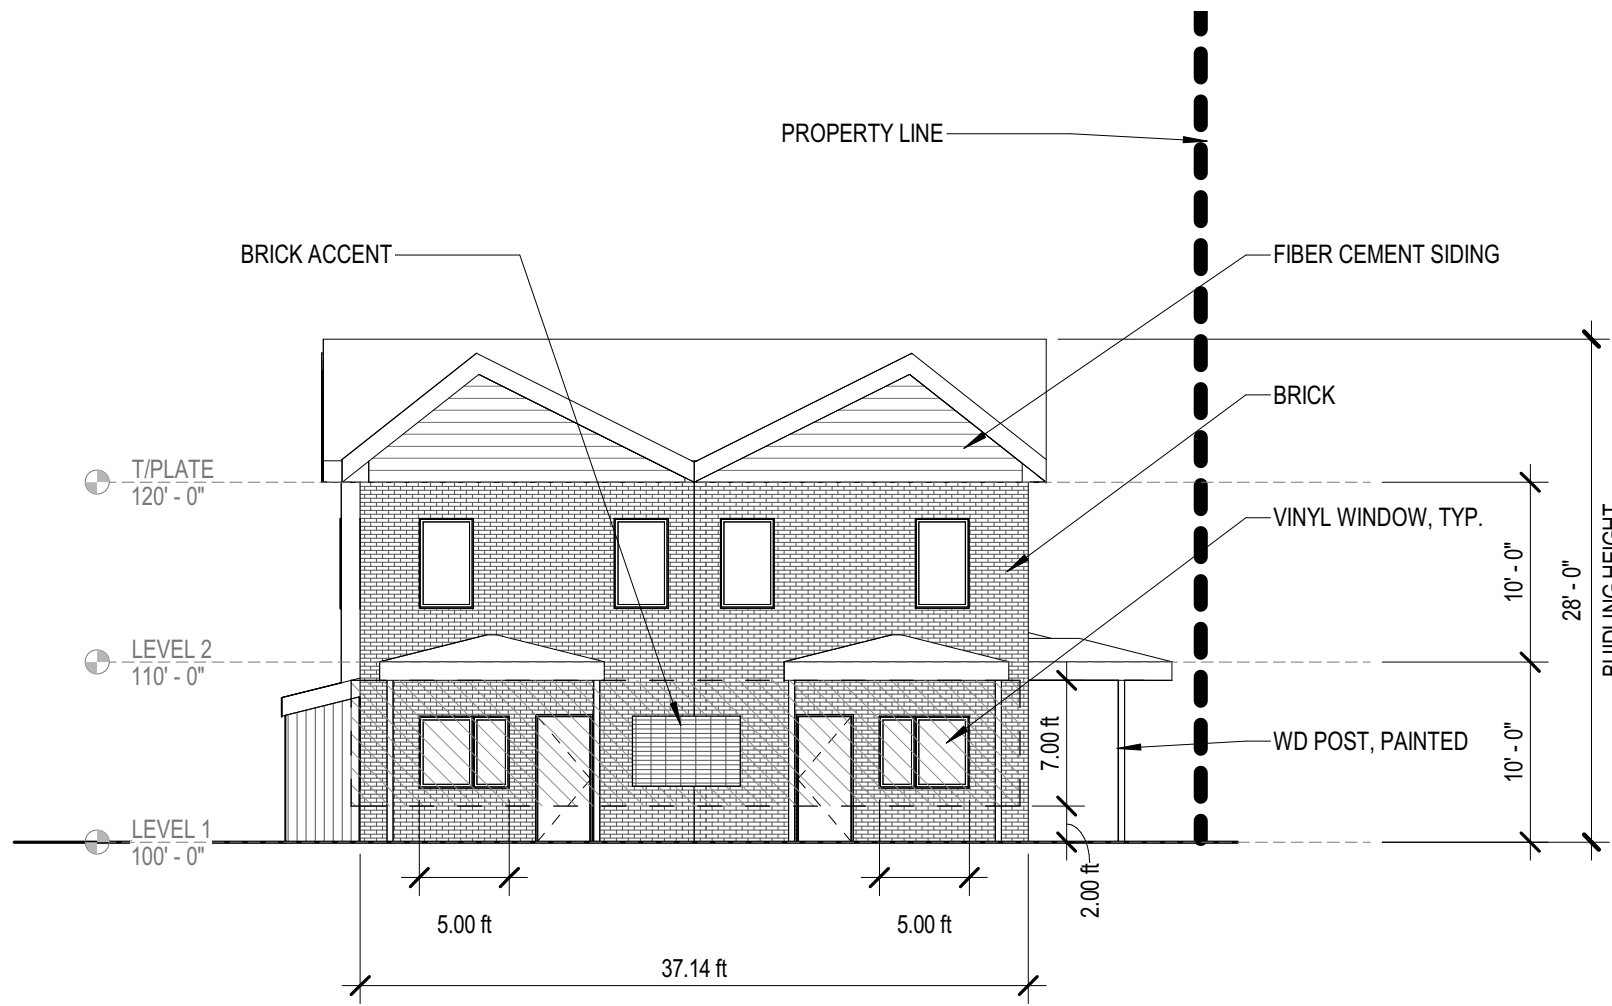 PROPERTY LINE
BRICK ACCENT
FIBER CEMENT SIDING
BRICK
T/PLATE
120' - 0"
VINYL WINDOW, TYP.
10' - 0"
28' - 0"
LEVEL 2
110' - 0"
7.00 ft
WD POST, PAINTED
10' - 0"
LEVEL 1
100' - 0"
2.00 ft
5.00 ft
5.00 ft
37.14 ft